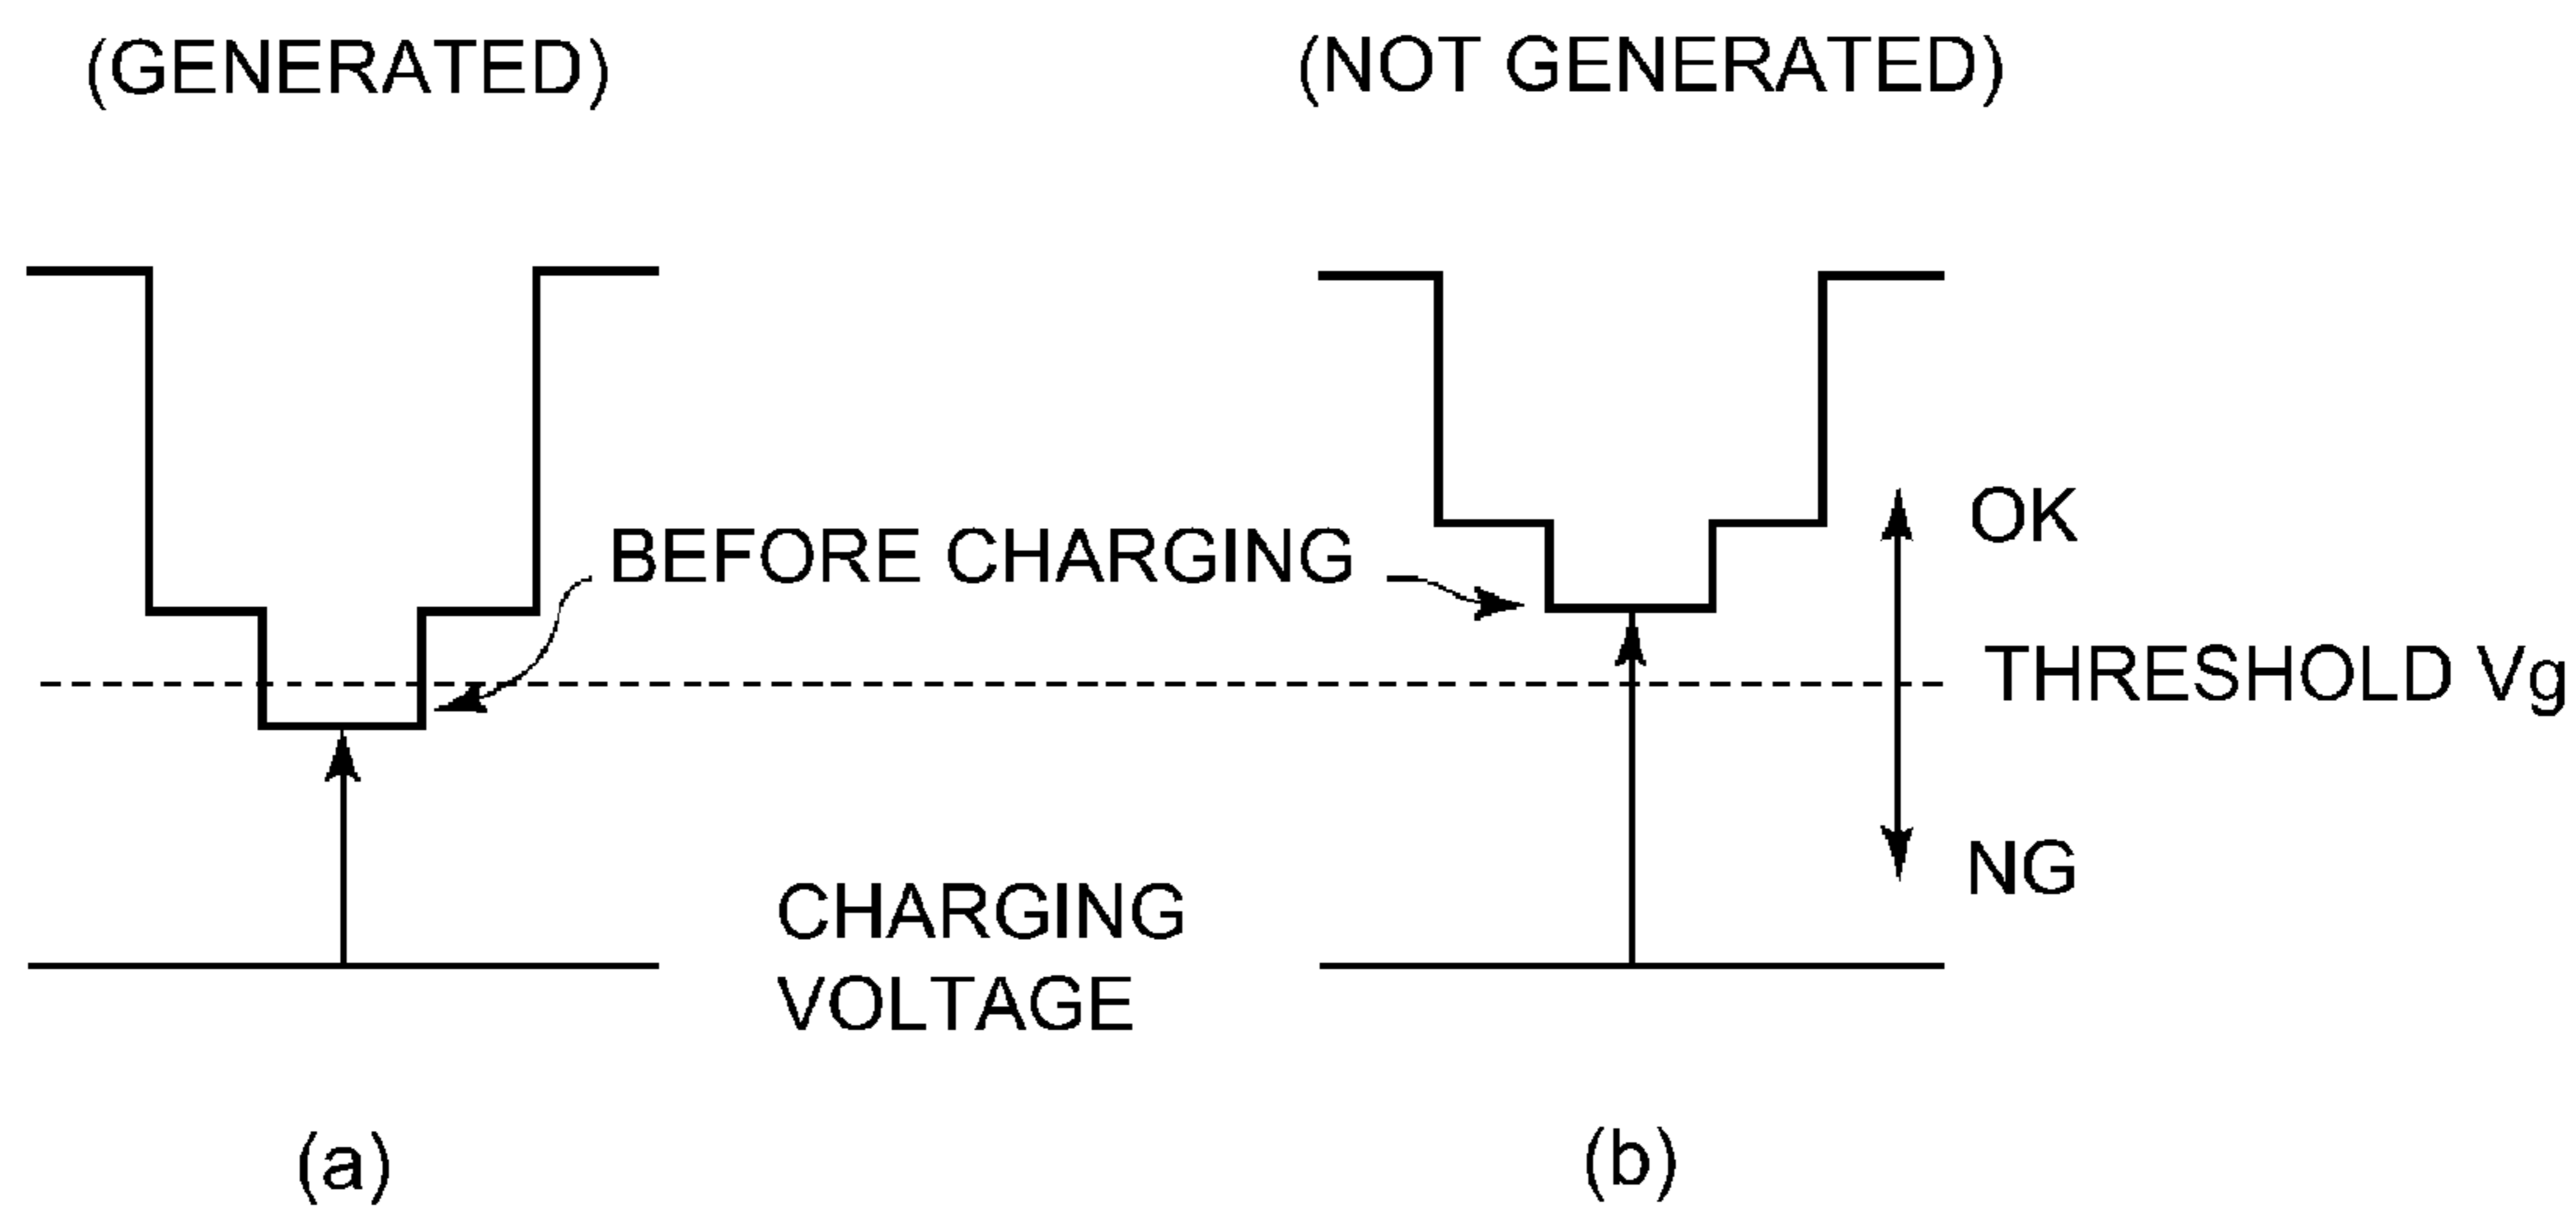 (GENERATED)
(NOT GENERATED)
OK
BEFORE CHARGING
THRESHOLD Vg
NG
CHARGING
VOLTAGE
(a)
(b)